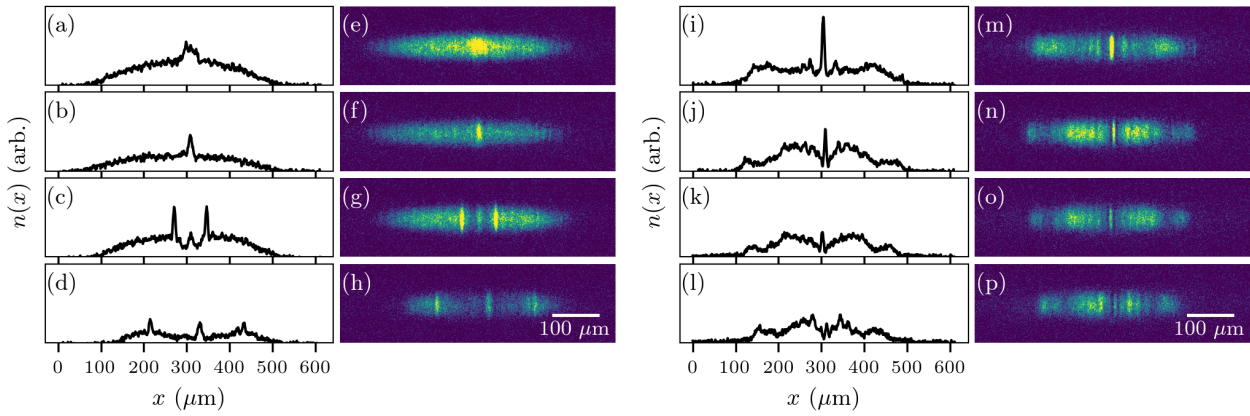 (a)
(e)
(i)
(m)
(b)
(f)
(j)
(n)
(c)
(g)
(k)
(o)
(d)
(h)
(l)
(p)
n(x) (arb.)
n(x) (arb.)
100 μm
100 μm
0 100 200 300 400 500 600
0 100 200 300 400 500 600
x (μm)
x (μm)